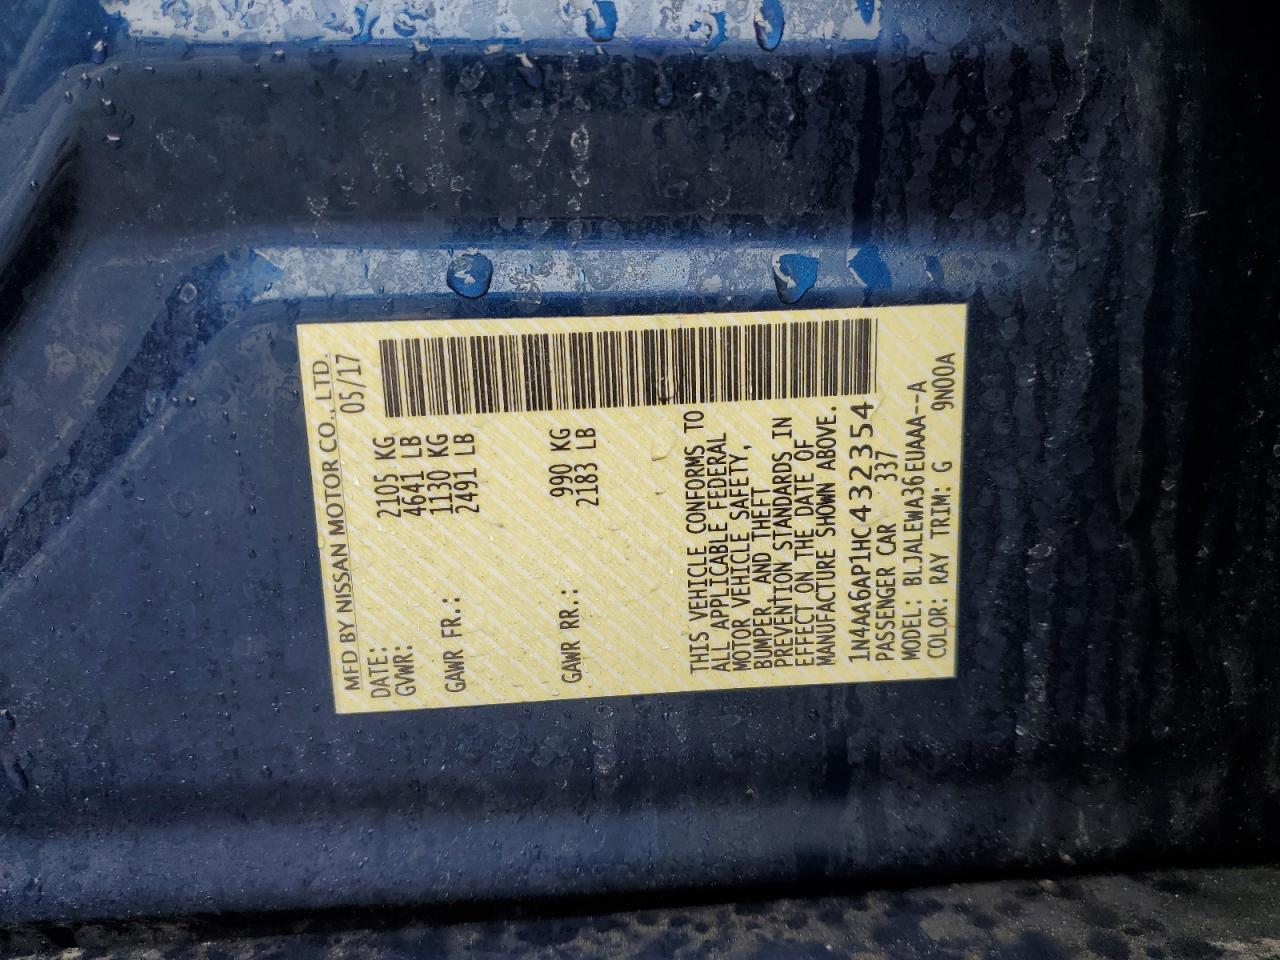 MFD BY NISSAN MOTOR CO., LTD.
DATE: 05/17
GVWR: 2105 KG
4641 LB
GAWR FR.: 1130 KG
2491 LB
GAWR RR.: 990 KG
2183 LB
THIS VEHICLE CONFORMS TO
ALL APPLICABLE FEDERAL
MOTOR VEHICLE SAFETY,
BUMPER, AND THEFT
PREVENTION STANDARDS IN
EFFECT ON THE DATE OF
MANUFACTURE SHOWN ABOVE.
1N4AA6AP1HC432354
PASSENGER CAR 337
MODEL: BLJALEWA36EUAAA--A
COLOR: RAY TRIM: G 9N00A